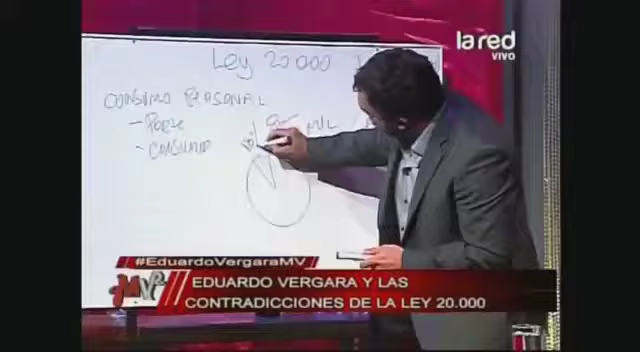 la red
VIVO
Ley 20.000
CONSUMO PERSONAL
- PORTE
- CONSUMO
#EduardoVergaraMV
MV
EDUARDO VERGARA Y LAS
CONTRADICCIONES DE LA LEY 20.000